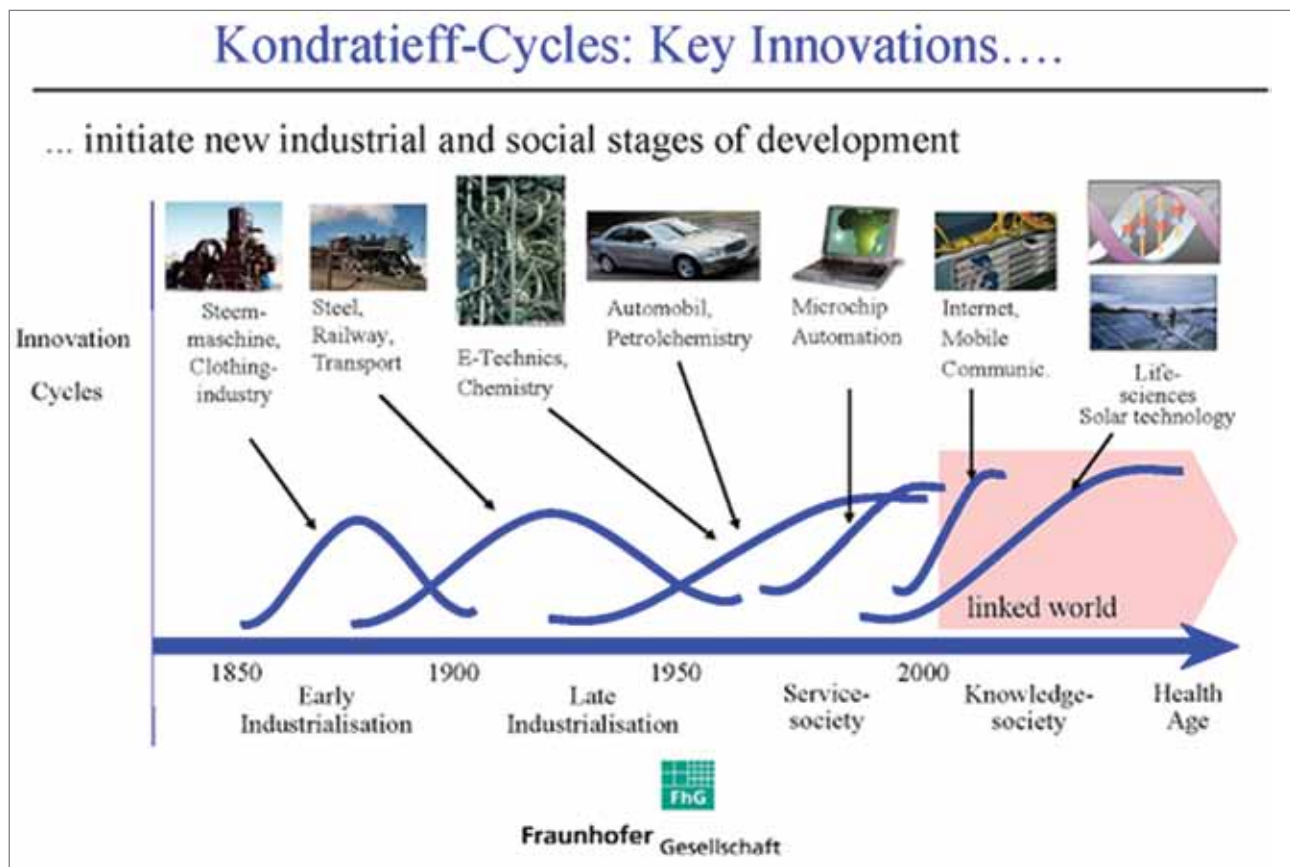 Kondratieff-Cycles: Key Innovations....
... initiate new industrial and social stages of development
Innovation
Cycles
Steem-
maschine,
Clothing-
industry
Steel,
Railway,
Transport
E-Technics,
Chemistry
Automobil,
Petrolchemistry
Microchip
Automation
Internet,
Mobile
Communic.
Life-
sciences
Solar technology
linked world
1850
1900
1950
2000
Early
Industrialisation
Late
Industrialisation
Service-
society
Knowledge-
society
Health
Age
FhG
Fraunhofer Gesellschaft